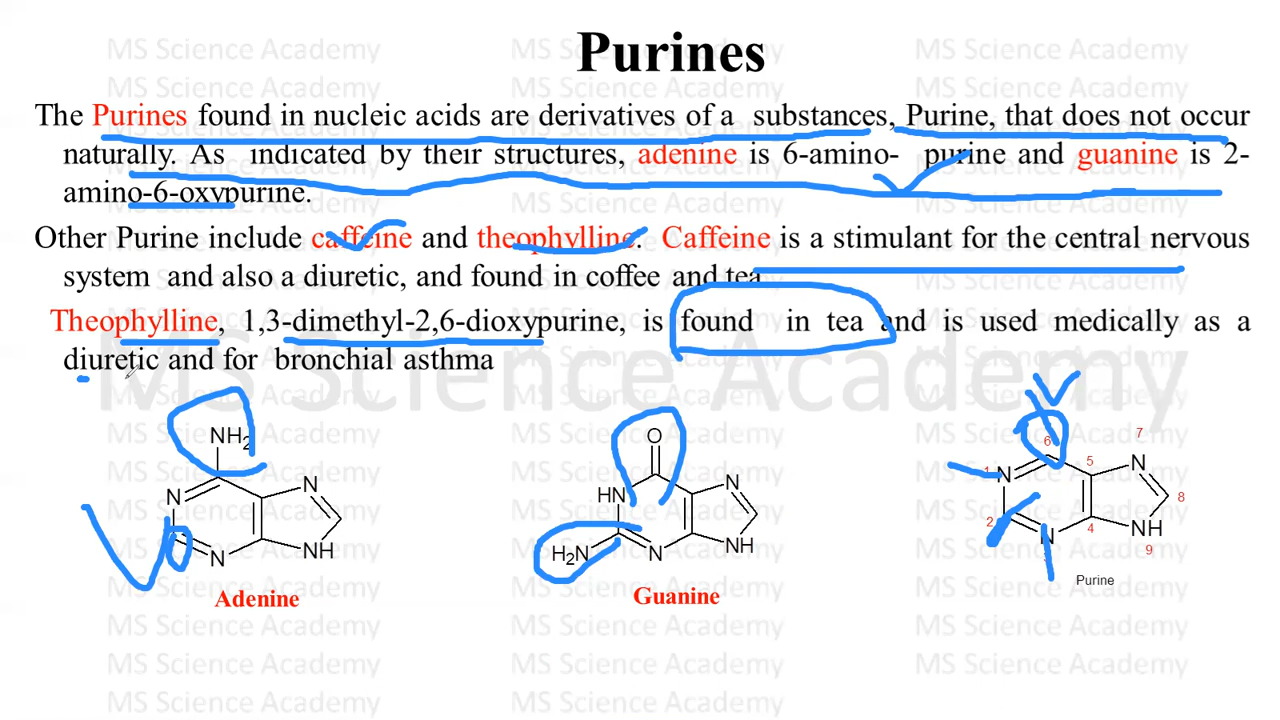 Purines
The Purines found in nucleic acids are derivatives of a substances, Purine, that does not occur
naturally. As indicated by their structures, adenine is 6-amino- purine and guanine is 2-
amino-6-oxypurine.
Other Purine include caffeine and theophylline. Caffeine is a stimulant for the central nervous
system and also a diuretic, and found in coffee and tea.
Theophylline, 1,3-dimethyl-2,6-dioxypurine, is found in tea and is used medically as a
diuretic and for bronchial asthma
MS Science Academy
NH2
N
N
N
NH
Adenine
O
HN
N
H2N
N
NH
Guanine
6
7
1
N
5
N
8
2
4
N
NH
3
9
Purine